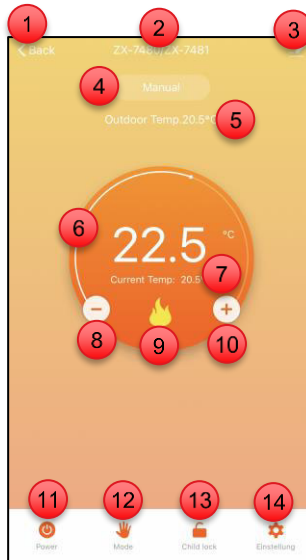 1 2 3
Back ZX-7480/ZX-7481
4 Manual
Outdoor Temp.20.5°C 5
6
22.5 °C
Current Temp: 20.5 7
− +
8 9 10
11 12 13 14
Power Mode Child lock Einstellung